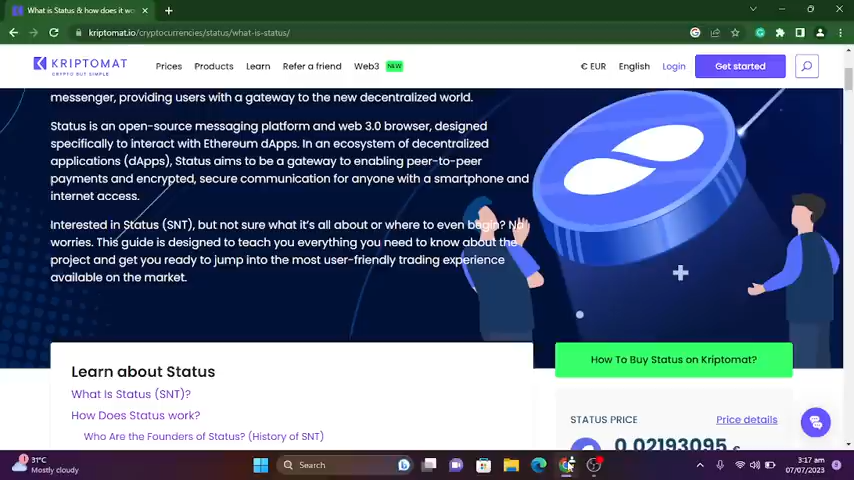 What is Status & how does it wo
kriptomat.io/cryptocurrencies/status/what-is-status/
KRIPTOMAT
CRYPTO BUT SIMPLE
Prices
Products
Learn
Refer a friend
Web3
NEW
€ EUR
English
Login
Get started
messenger, providing users with a gateway to the new decentralized world.
Status is an open-source messaging platform and web 3.0 browser, designed
specifically to interact with Ethereum dApps. In an ecosystem of decentralized
applications (dApps), Status aims to be a gateway to enabling peer-to-peer
payments and encrypted, secure communication for anyone with a smartphone and
internet access.
Interested in Status (SNT), but not sure what it's all about or where to even begin? No
worries. This guide is designed to teach you everything you need to know about the
project and get you ready to jump into the most user-friendly trading experience
available on the market.
Learn about Status
What Is Status (SNT)?
How Does Status work?
Who Are the Founders of Status? (History of SNT)
How To Buy Status on Kriptomat?
STATUS PRICE
Price details
0.02193095 €
31°C
Mostly cloudy
Search
3:17 pm
07/07/2023